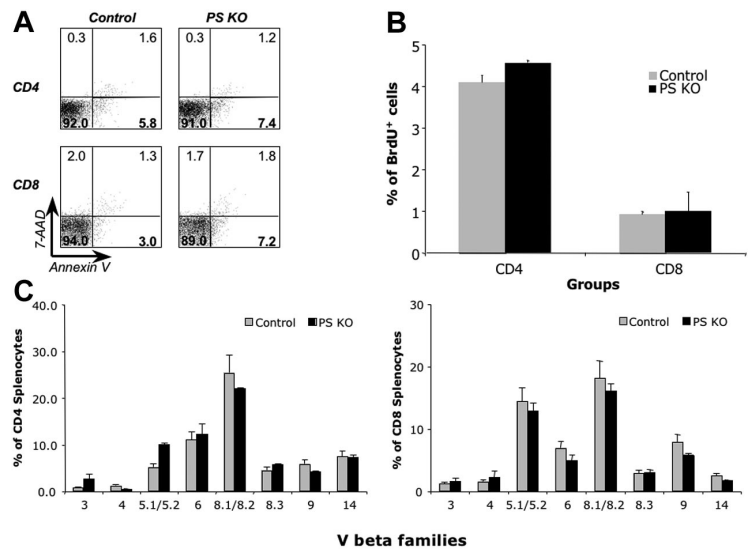 A
Control PS KO
CD4
0.3 1.6 0.3 1.2
92.0 5.8 91.0 7.4
CD8
2.0 1.3 1.7 1.8
94.0 3.0 89.0 7.2
7-AAD
Annexin V
B
% of BrdU+ cells
5
4
3
2
1
0
Control
PS KO
CD4 CD8
Groups
C
% of CD4 Splenocytes
40.0
30.0
20.0
10.0
0.0
Control PS KO
3 4 5.1/5.2 6 8.1/8.2 8.3 9 14
% of CD8 Splenocytes
30
20
10
0
Control PS KO
3 4 5.1/5.2 6 8.1/8.2 8.3 9 14
V beta families